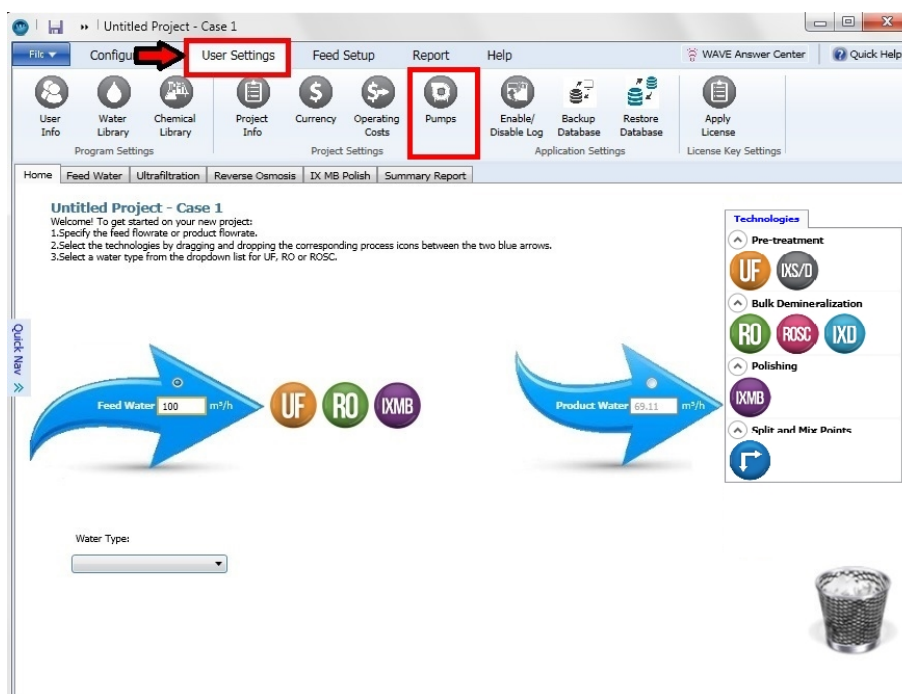 Untitled Project - Case 1
File Configu User Settings Feed Setup Report Help WAVE Answer Center Quick Help
User Info
Water Library
Chemical Library
Project Info
Currency
Operating Costs
Pumps
Enable/ Disable Log
Backup Database
Restore Database
Apply License
Program Settings Project Settings Application Settings License Key Settings
Home Feed Water Ultrafiltration Reverse Osmosis IX MB Polish Summary Report
Untitled Project - Case 1
Welcome! To get started on your new project:
1.Specify the feed flowrate or product flowrate.
2.Select the technologies by dragging and dropping the corresponding process icons between the two blue arrows.
3.Select a water type from the dropdown list for UF, RO or ROSC.
Technologies
Pre-treatment
UF IXS/D
Bulk Demineralization
RO ROSC IXD
Polishing
IXMB
Split and Mix Points
Quick Nav
Feed Water 100 m³/h
UF RO IXMB
Product Water 69.11 m³/h
Water Type: